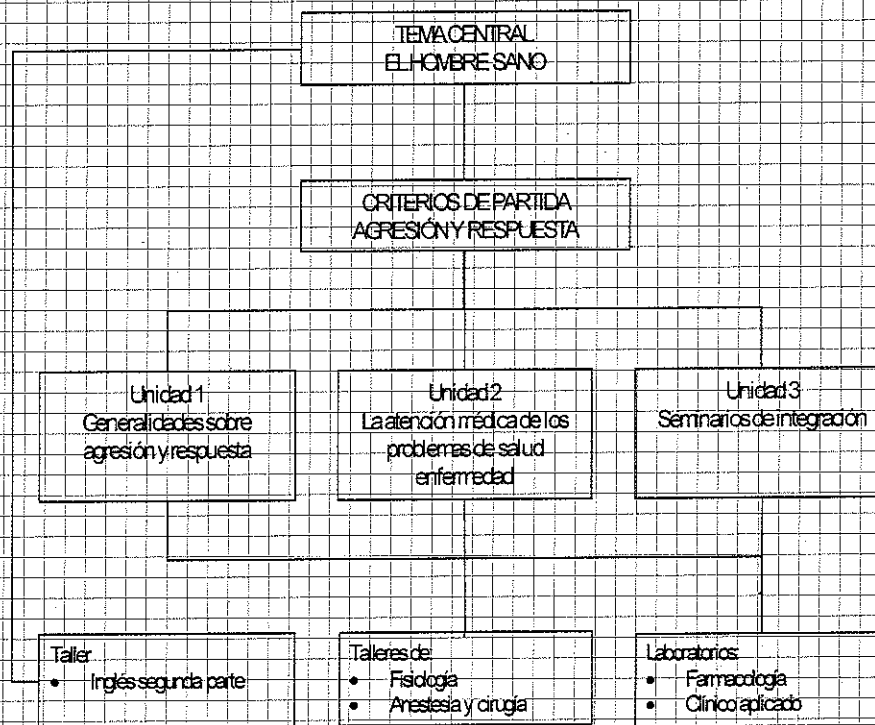 TEMA CENTRAL
EL HOMBRE SANO
CRITERIOS DE PARTIDA
AGRESIÓN Y RESPUESTA
Unidad 1
Generalidades sobre
agresión y respuesta
Unidad 2
La atención médica de los
problemas de salud
enfermedad
Unidad 3
Seminarios de integración
Taller
• Inglés segunda parte
Talleres de:
• Fisiología
• Anestesia y cirugía
Laboratorios:
• Farmacología
• Clínico aplicado